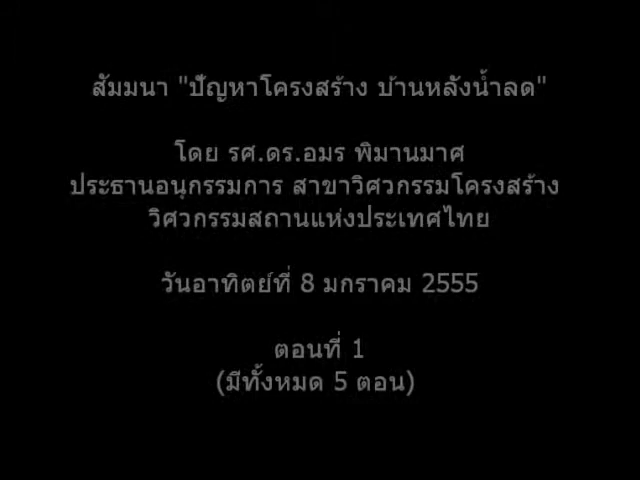 สัมมนา "ปัญหาโครงสร้าง บ้านหลังน้ำลด"
โดย รศ.ดร.อมร พิมานมาศ
ประธานอนุกรรมการ สาขาวิศวกรรมโครงสร้าง
วิศวกรรมสถานแห่งประเทศไทย
วันอาทิตย์ที่ 8 มกราคม 2555
ตอนที่ 1
(มีทั้งหมด 5 ตอน)